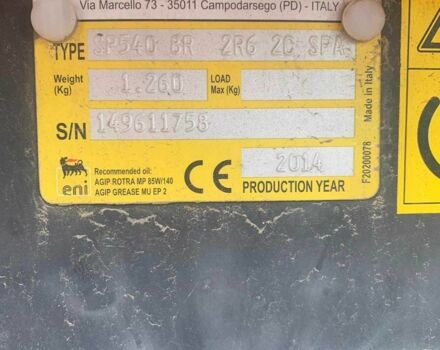 Via Marcello 73 - 35011 Campodarsego (PD) - ITALY
TYPE SP540 BR 2R6 2C SFA
Weight (Kg) 1.260 LOAD Max (Kg)
S/N 149611758
eni
Recommended oil:
AGIP ROTRA MP 85W/140
AGIP GREASE MU EP 2
CE
2014
PRODUCTION YEAR
Made in Italy
F20200078